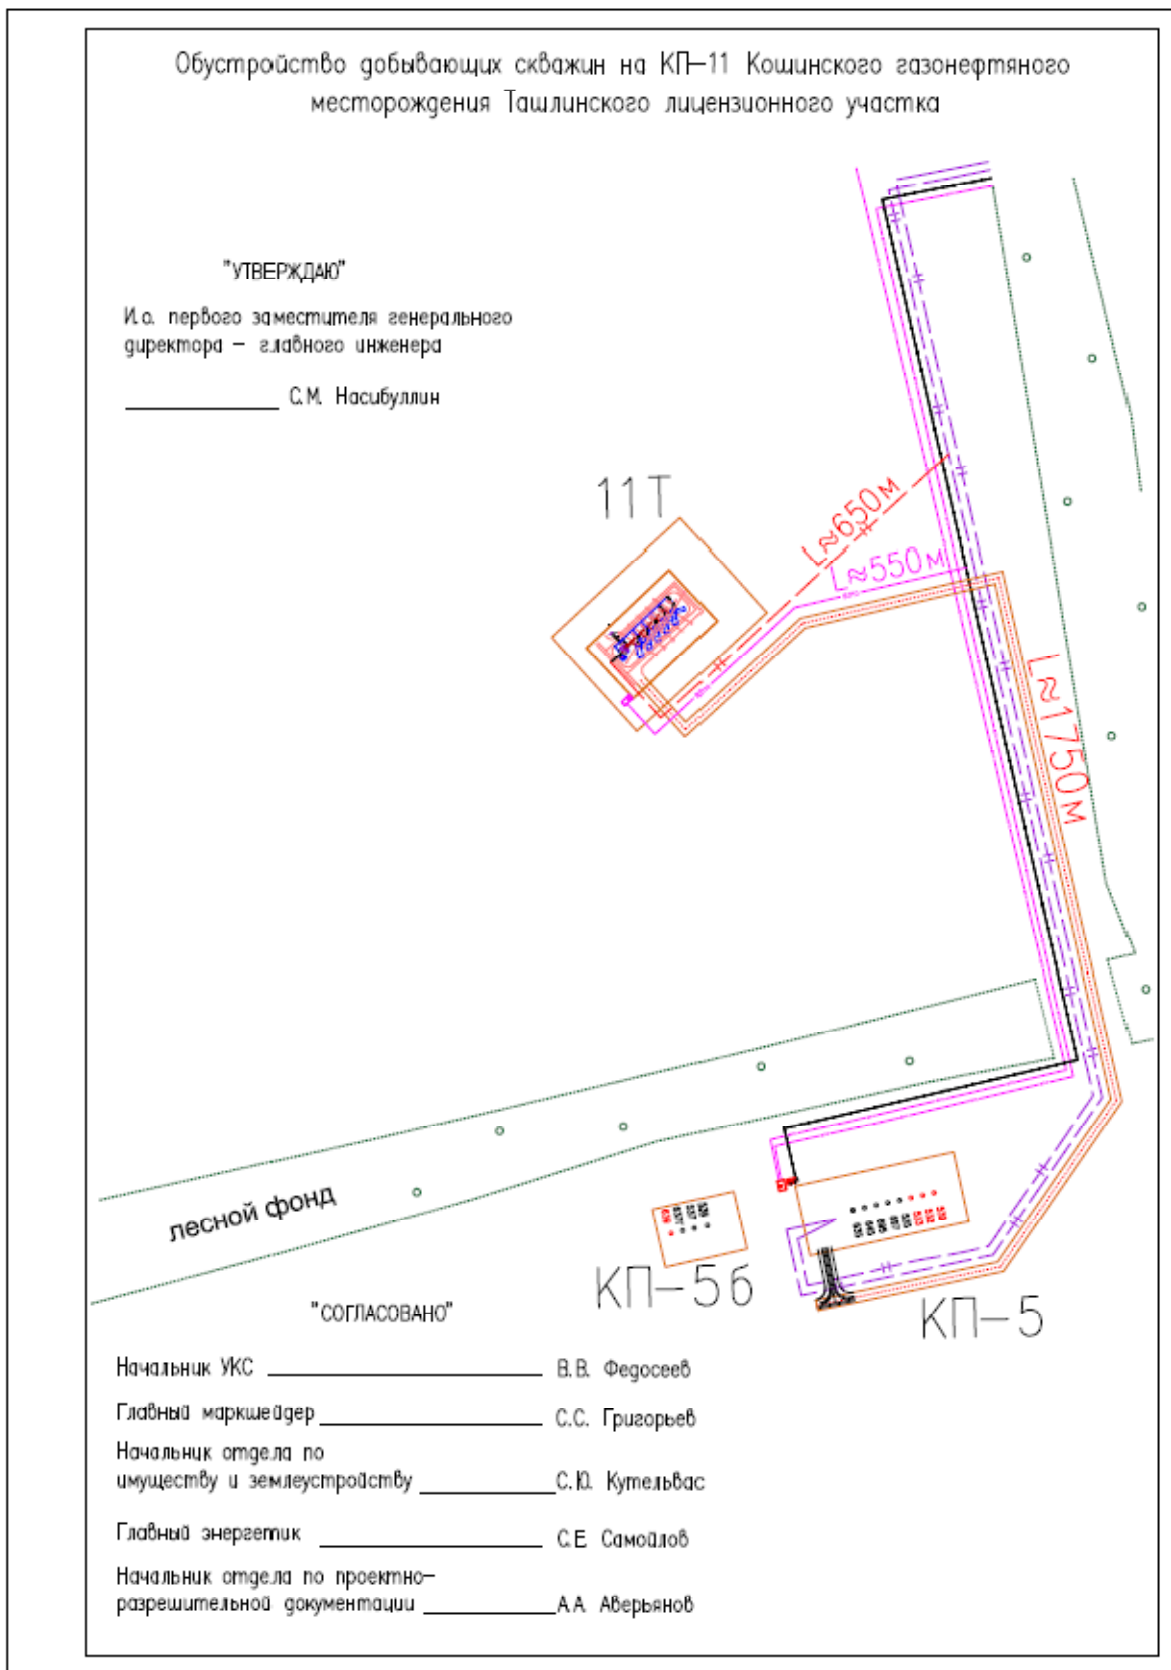 Обустройство добывающих скважин на КП-11 Кошинского газонефтяного
месторождения Ташлинского лицензионного участка
"УТВЕРЖДАЮ"
И.о. первого заместителя генерального
директора – главного инженера
С.М. Насибуллин
11Т
L≈650м
L≈550м
L≈1750м
лесной фонд
КП-5б
КП-5
"СОГЛАСОВАНО"
Начальник УКС В.В. Федосеев
Главный маркшейдер С.С. Григорьев
Начальник отдела по
имуществу и землеустройству С.Ю. Кутельвас
Главный энергетик С.Е. Самойлов
Начальник отдела по проектно-
разрешительной документации А.А. Аверьянов